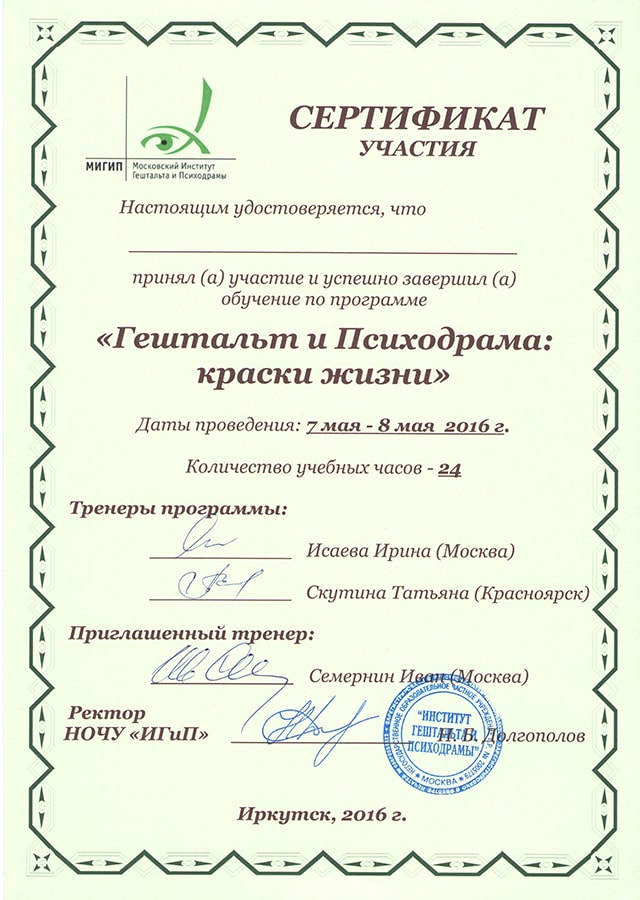 СЕРТИФИКАТ
УЧАСТИЯ
МИГИП
Московский Институт
Гештальта и Психодрамы
Настоящим удостоверяется, что
принял (а) участие и успешно завершил (а)
обучение по программе
«Гештальт и Психодрама:
краски жизни»
Даты проведения: 7 мая - 8 мая 2016 г.
Количество учебных часов - 24
Тренеры программы:
Исаева Ирина (Москва)
Скутина Татьяна (Красноярск)
Приглашенный тренер:
Семернин Иван (Москва)
Ректор
НОЧУ «ИГиП»
Н. В. Долгополов
"ИНСТИТУТ
ГЕШТАЛЬТА И
ПСИХОДРАМЫ"
МОСКВА
Иркутск, 2016 г.